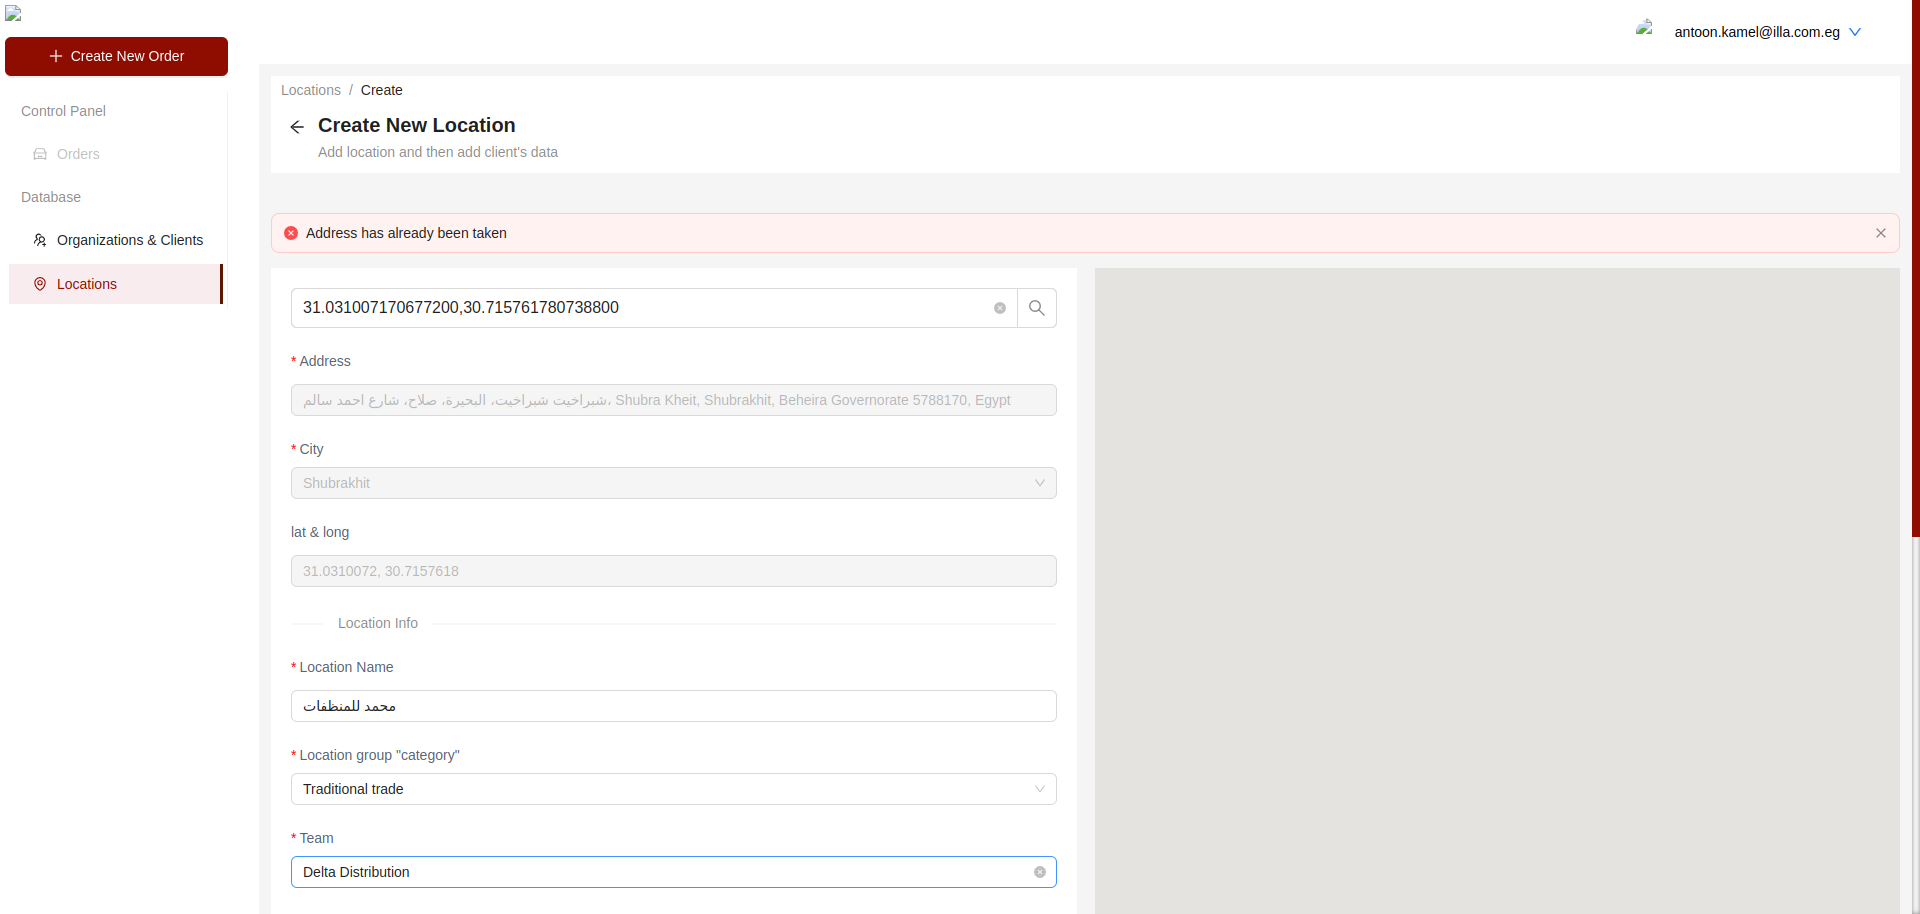 Create New Order
antoon.kamel@illa.com.eg
Control Panel
Orders
Database
Organizations & Clients
Locations
Locations / Create
Create New Location
Add location and then add client's data
Address has already been taken
31.031007170677200,30.715761780738800
* Address
شبراخيت شبراخيت، البحيرة، صلاح، شارع احمد سالم، Shubra Kheit, Shubrakhit, Beheira Governorate 5788170, Egypt
* City
Shubrakhit
lat & long
31.0310072, 30.7157618
Location Info
* Location Name
محمد للمنظفات
* Location group "category"
Traditional trade
* Team
Delta Distribution